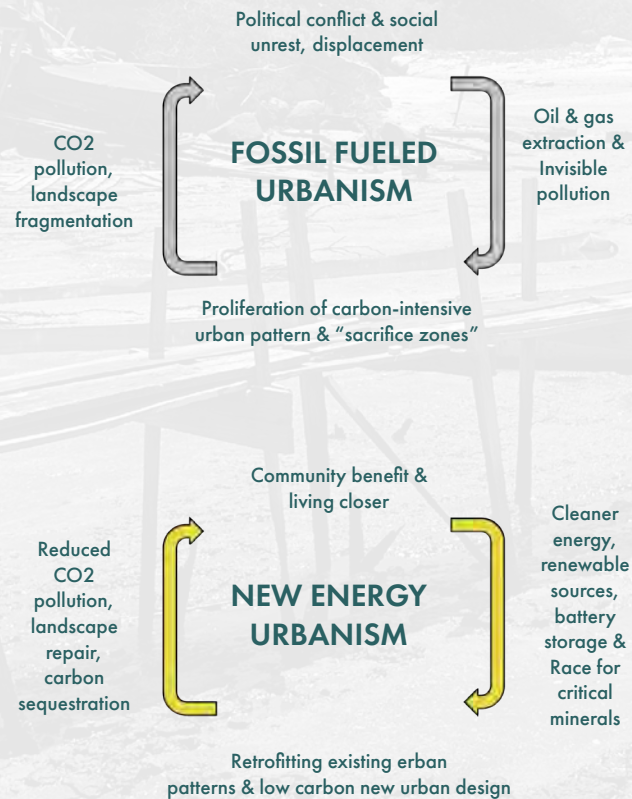 Political conflict & social
unrest, displacement
CO2
pollution,
landscape
fragmentation
FOSSIL FUELED
URBANISM
Oil & gas
extraction &
Invisible
pollution
Proliferation of carbon-intensive
urban pattern & “sacrifice zones”
Community benefit &
living closer
Reduced
CO2
pollution,
landscape
repair,
carbon
sequestration
NEW ENERGY
URBANISM
Cleaner
energy,
renewable
sources,
battery
storage &
Race for
critical
minerals
Retrofitting existing erban
patterns & low carbon new urban design